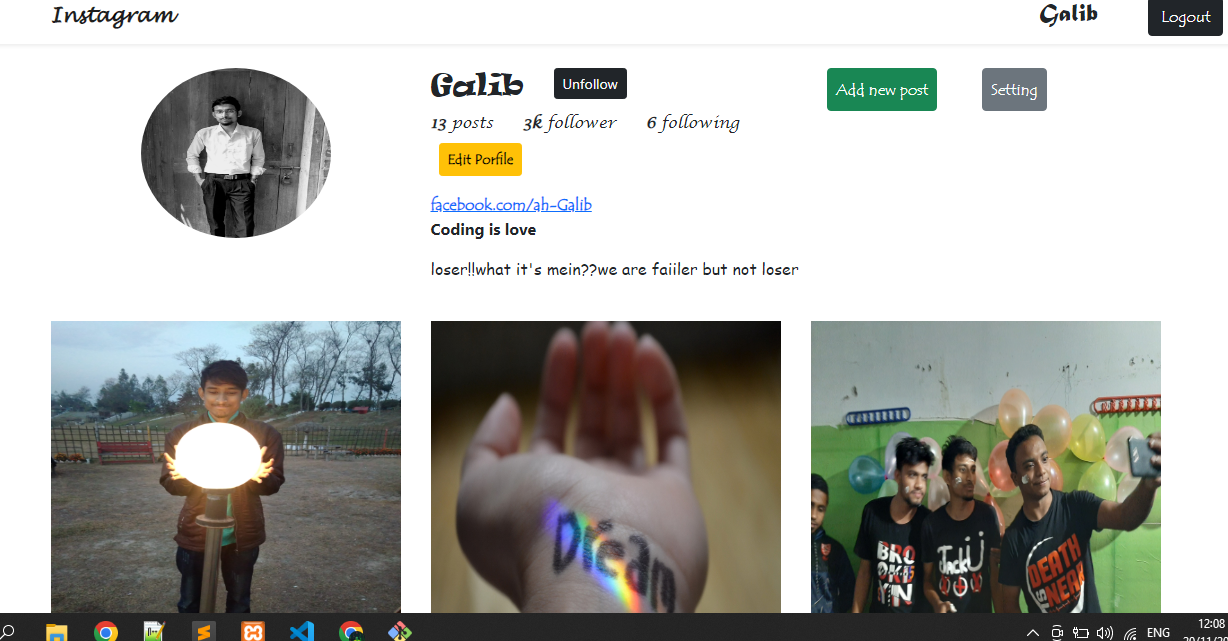 Instagram
Galib
Logout
Galib
Unfollow
Add new post
Setting
13 posts
3k follower
6 following
Edit Porfile
facebook.com/ah-Galib
Coding is love
loser!!what it's mein??we are faiiler but not loser
BRO
OK
YN
Jack
DEATH
IS
NEAR
ENG
12:08